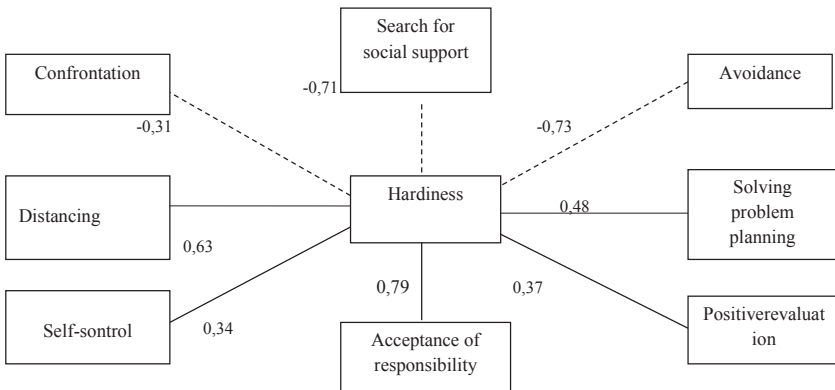 Search for
social support
Confrontation
Avoidance
-0,71
-0,31
-0,73
Hardiness
Solving
problem
planning
Distancing
0,48
0,63
0,79
0,37
Self-sontrol
0,34
Positiverevaluat
ion
Acceptance of
responsibility